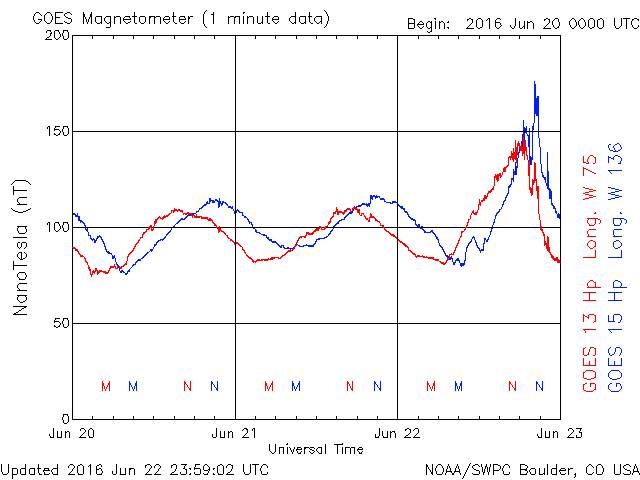 GOES Magnetometer (1 minute data)
Begin: 2016 Jun 20 0000 UTC
200
150
100
50
0
NanoTesla (nT)
M M N N M M N N M M N N
Jun 20 Jun 21 Jun 22 Jun 23
Universal Time
GOES 13 Hp Long. W 75
GOES 15 Hp Long. W 136
Updated 2016 Jun 22 23:59:02 UTC
NOAA/SWPC Boulder, CO USA